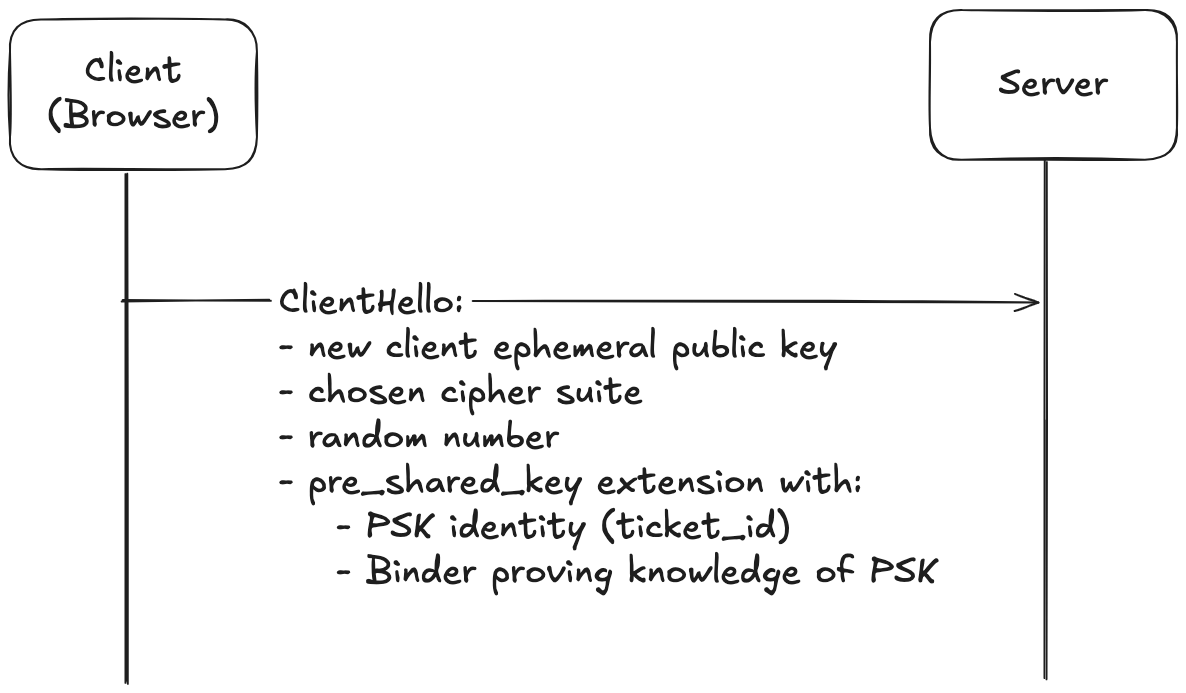 Client
(Browser)
Server
ClientHello:
- new client ephemeral public key
- chosen cipher suite
- random number
- pre_shared_key extension with:
- PSK identity (ticket_id)
- Binder proving knowledge of PSK